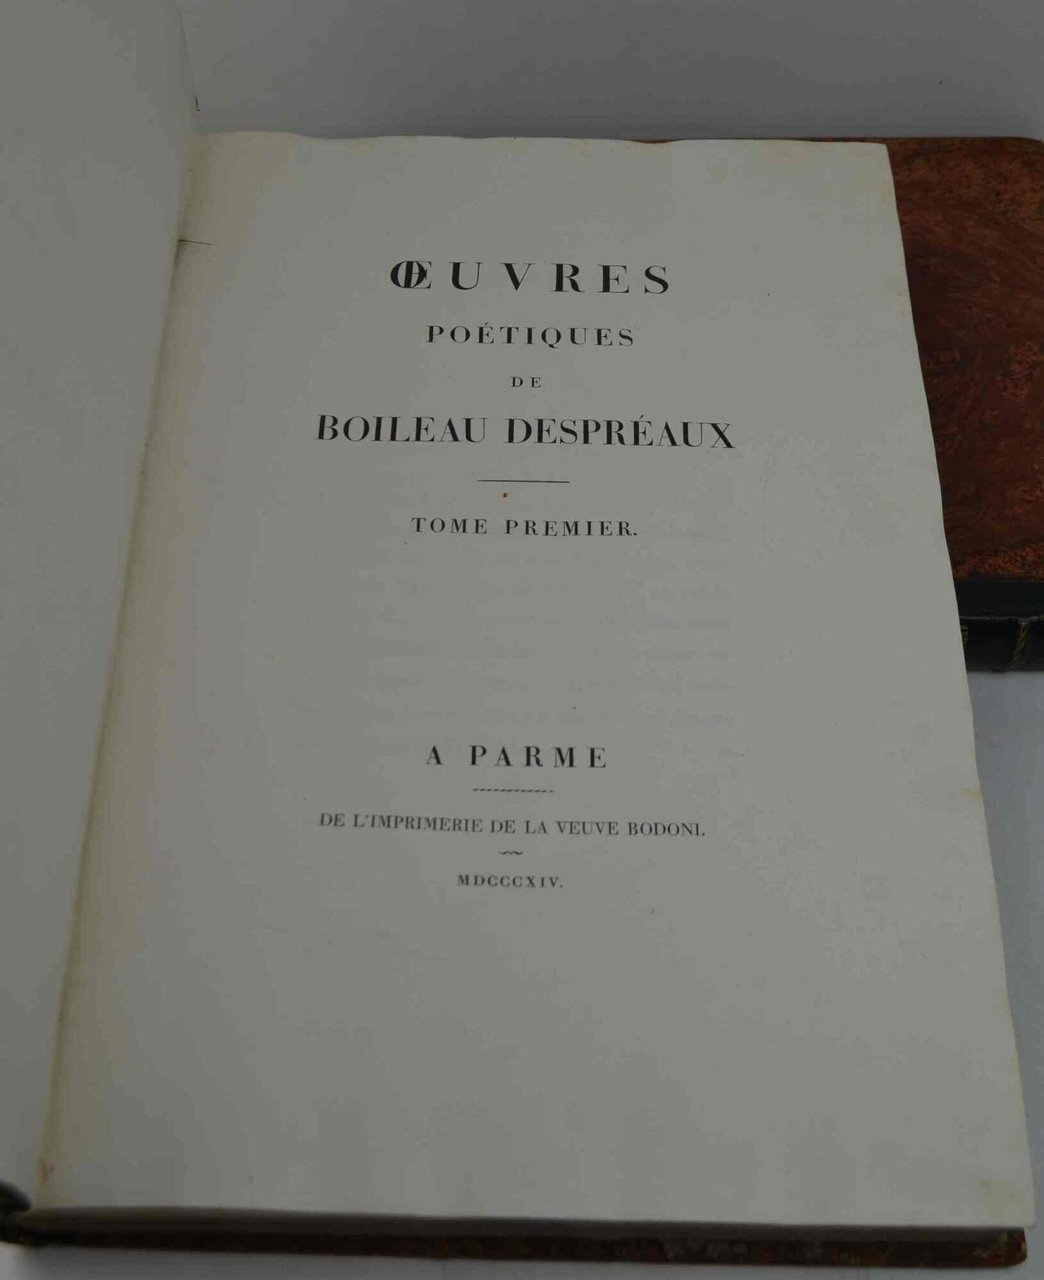 ŒUVRES
POÉTIQUES
DE
BOILEAU DESPRÉAUX
TOME PREMIER.
A PARME
DE L'IMPRIMERIE DE LA VEUVE BODONI.
MDCCCXIV.